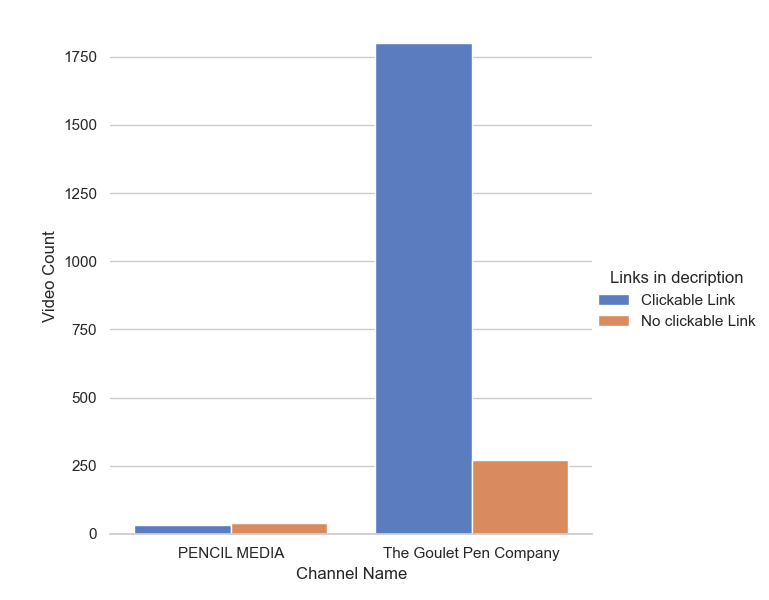 1750
1500
1250
1000
750
500
250
0
Video Count
PENCIL MEDIA
The Goulet Pen Company
Channel Name
Links in decription
Clickable Link
No clickable Link